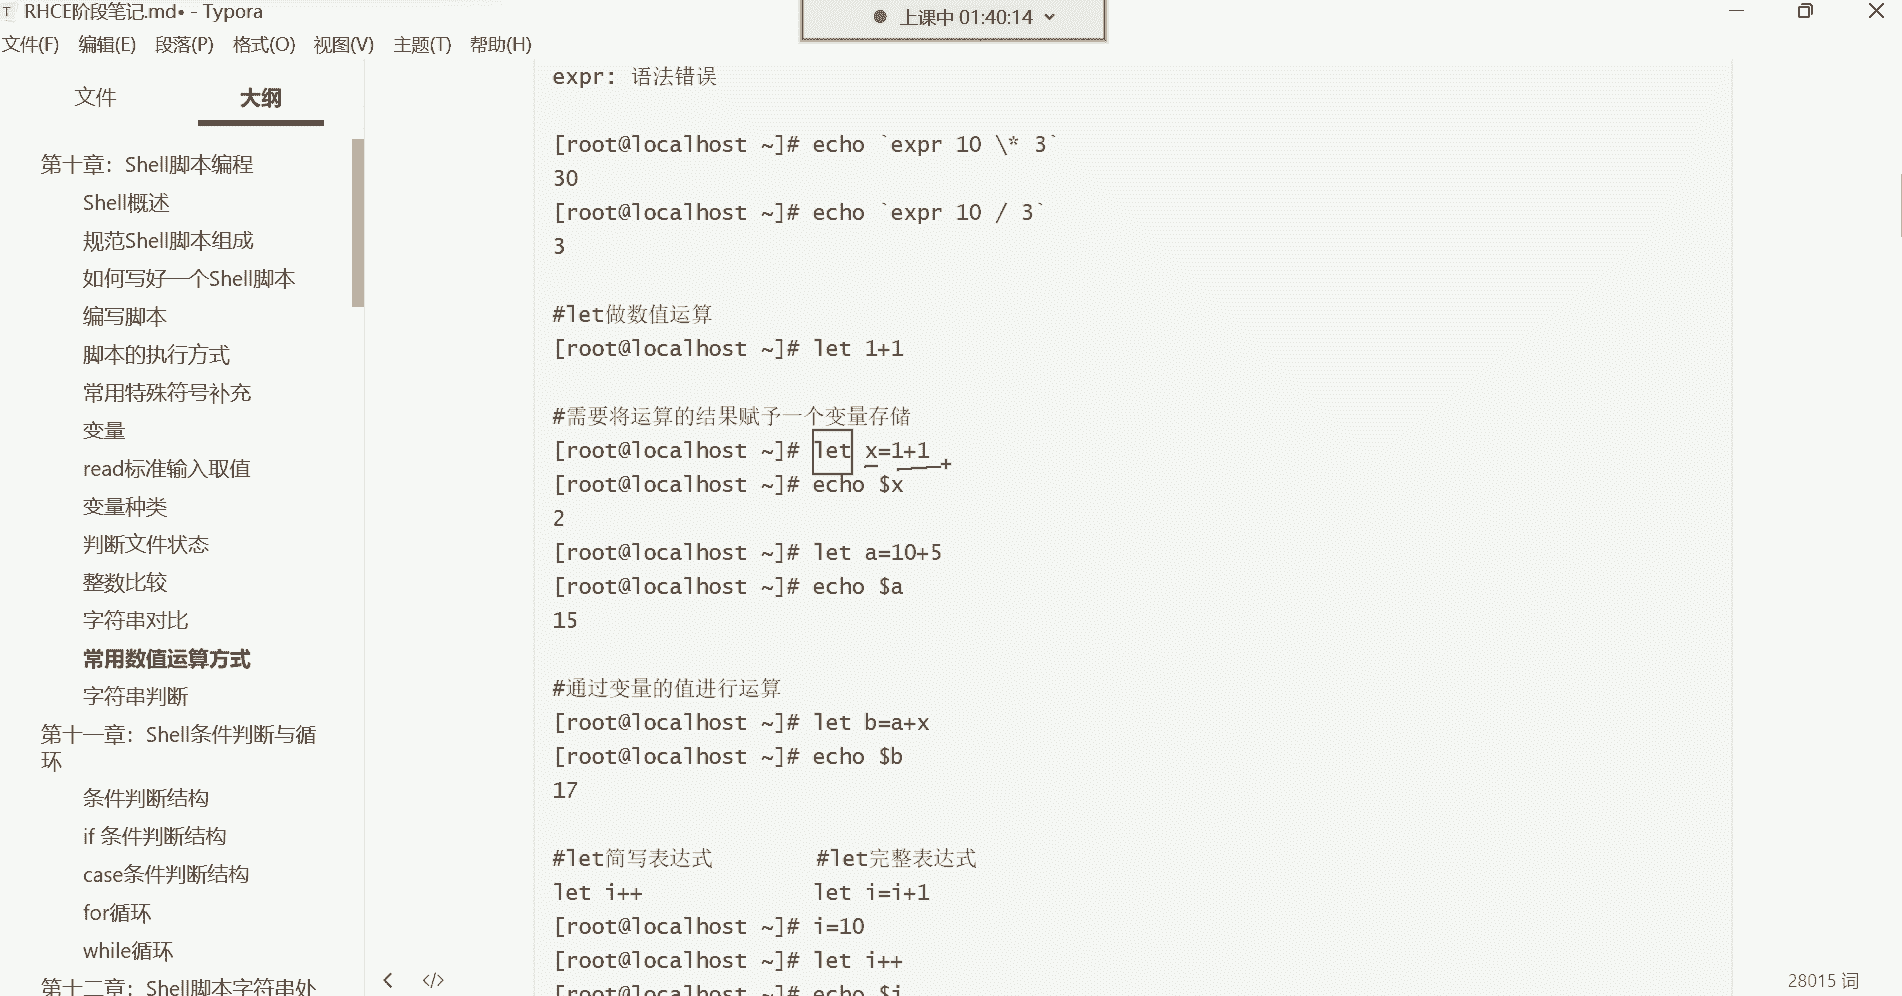 RHCE阶段笔记.md• - Typora
上课中 01:40:14
文件(F) 编辑(E) 段落(P) 格式(O) 视图(V) 主题(T) 帮助(H)
文件 大纲
第十章：Shell脚本编程
Shell概述
规范Shell脚本组成
如何写好一个Shell脚本
编写脚本
脚本的执行方式
常用特殊符号补充
变量
read标准输入取值
变量种类
判断文件状态
整数比较
字符串对比
常用数值运算方式
字符串判断
第十一章：Shell条件判断与循
环
条件判断结构
if 条件判断结构
case条件判断结构
for循环
while循环
第十二章：Shell脚本字符串处
expr: 语法错误
[root@localhost ~]# echo `expr 10 \* 3`
30
[root@localhost ~]# echo `expr 10 / 3`
3
#let做数值运算
[root@localhost ~]# let 1+1
#需要将运算的结果赋予一个变量存储
[root@localhost ~]# let x=1+1
[root@localhost ~]# echo $x
2
[root@localhost ~]# let a=10+5
[root@localhost ~]# echo $a
15
#通过变量的值进行运算
[root@localhost ~]# let b=a+x
[root@localhost ~]# echo $b
17
#let简写表达式 #let完整表达式
let i++ let i=i+1
[root@localhost ~]# i=10
[root@localhost ~]# let i++
[root@localhost ~]# echo $i
28015 词